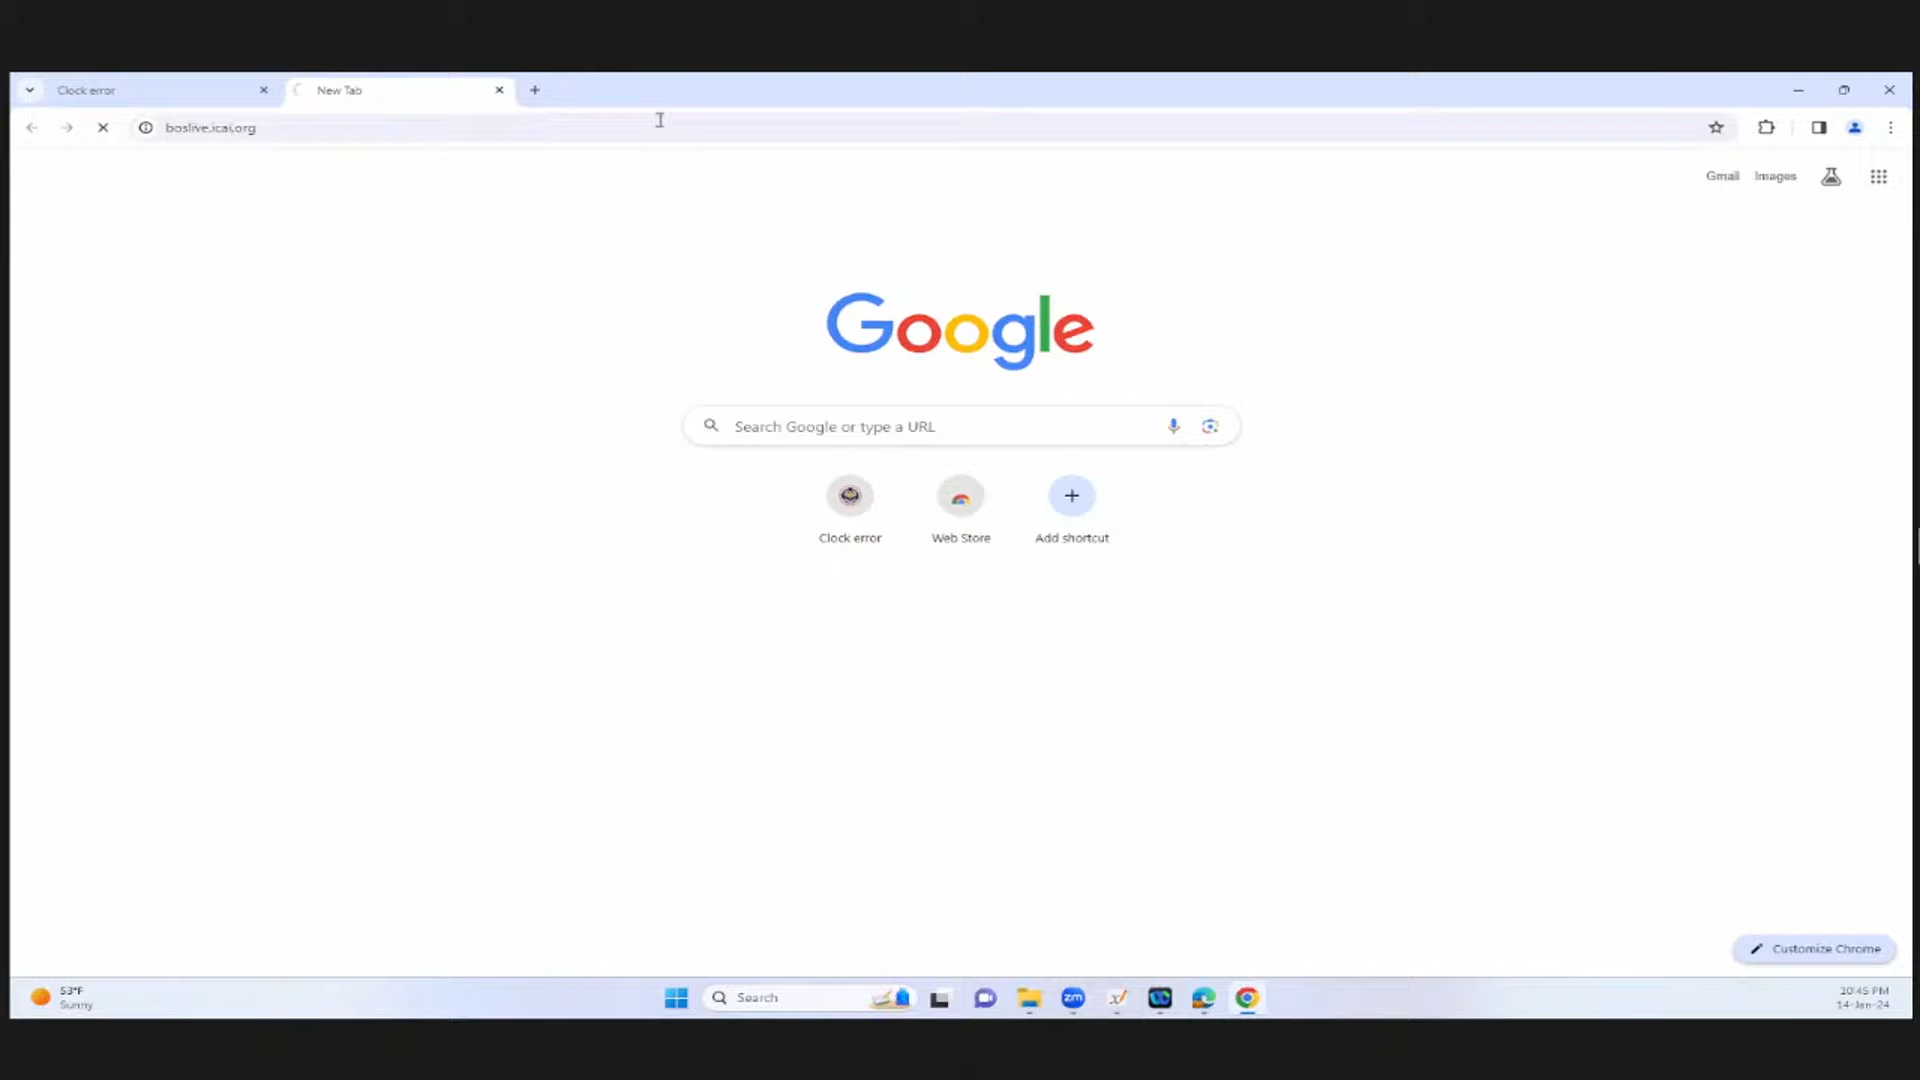 Clock error
New Tab
boslive.icai.org
Gmail Images
Google
Search Google or type a URL
Clock error Web Store Add shortcut
Customize Chrome
53°F
Sunny
Search
zm
10:45 PM
14-Jan-24